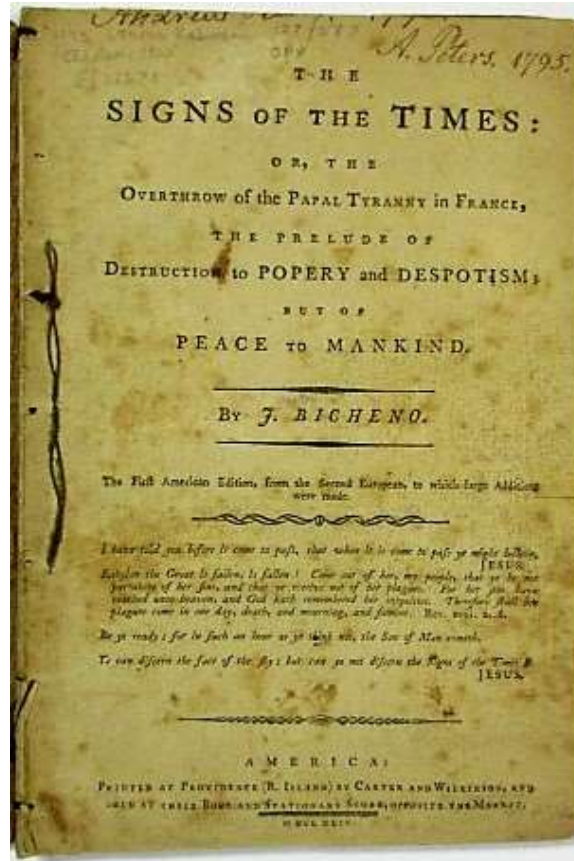 Andrew
A. Peters. 1795.
THE
SIGNS OF THE TIMES:
OR, THE
OVERTHROW of the PAPAL TYRANNY in FRANCE,
THE PRELUDE OF
DESTRUCTION to POPERY and DESPOTISM;
BUT OF
PEACE TO MANKIND.
BY J. BICHENO.
The First American Edition, from the Second European, to which large Additions
were made.
I have told you before it come to pass, that when it is come to pass ye might believe.
JESUS.
Babylon the Great is fallen, is fallen! Come out of her, my people, that ye be not
partakers of her sins, and that ye receive not of her plagues. For her sins have
reached unto heaven, and God hath remembered her iniquities. Therefore shall her
plagues come in one day, death, and mourning, and famine. Rev. xviii. 2..8.
Be ye ready; for in such an hour as ye think not, the Son of Man cometh.
Ye can discern the face of the sky; but can ye not discern the Signs of the Times?
JESUS.
AMERICA:
PRINTED AT PROVIDENCE (R. ISLAND) BY CARTER AND WILKINSON, AND
SOLD AT THEIR BOOK AND STATIONARY STORE, OPPOSITE THE MARKET.